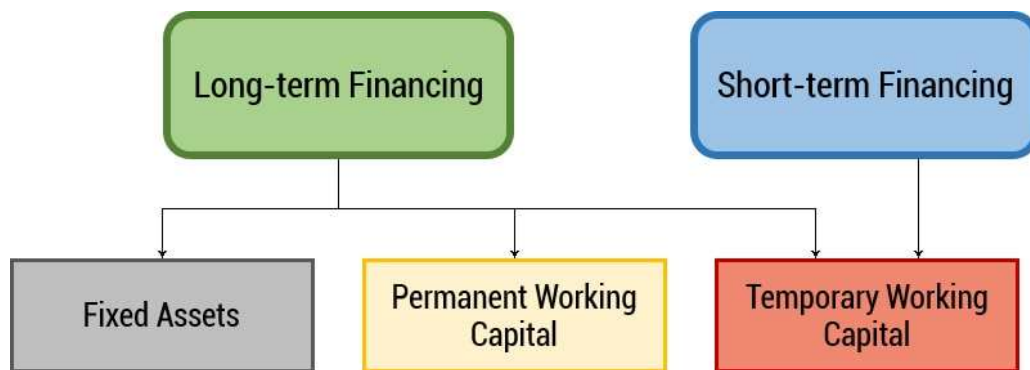 Long-term Financing
Short-term Financing
Fixed Assets
Permanent Working
Capital
Temporary Working
Capital